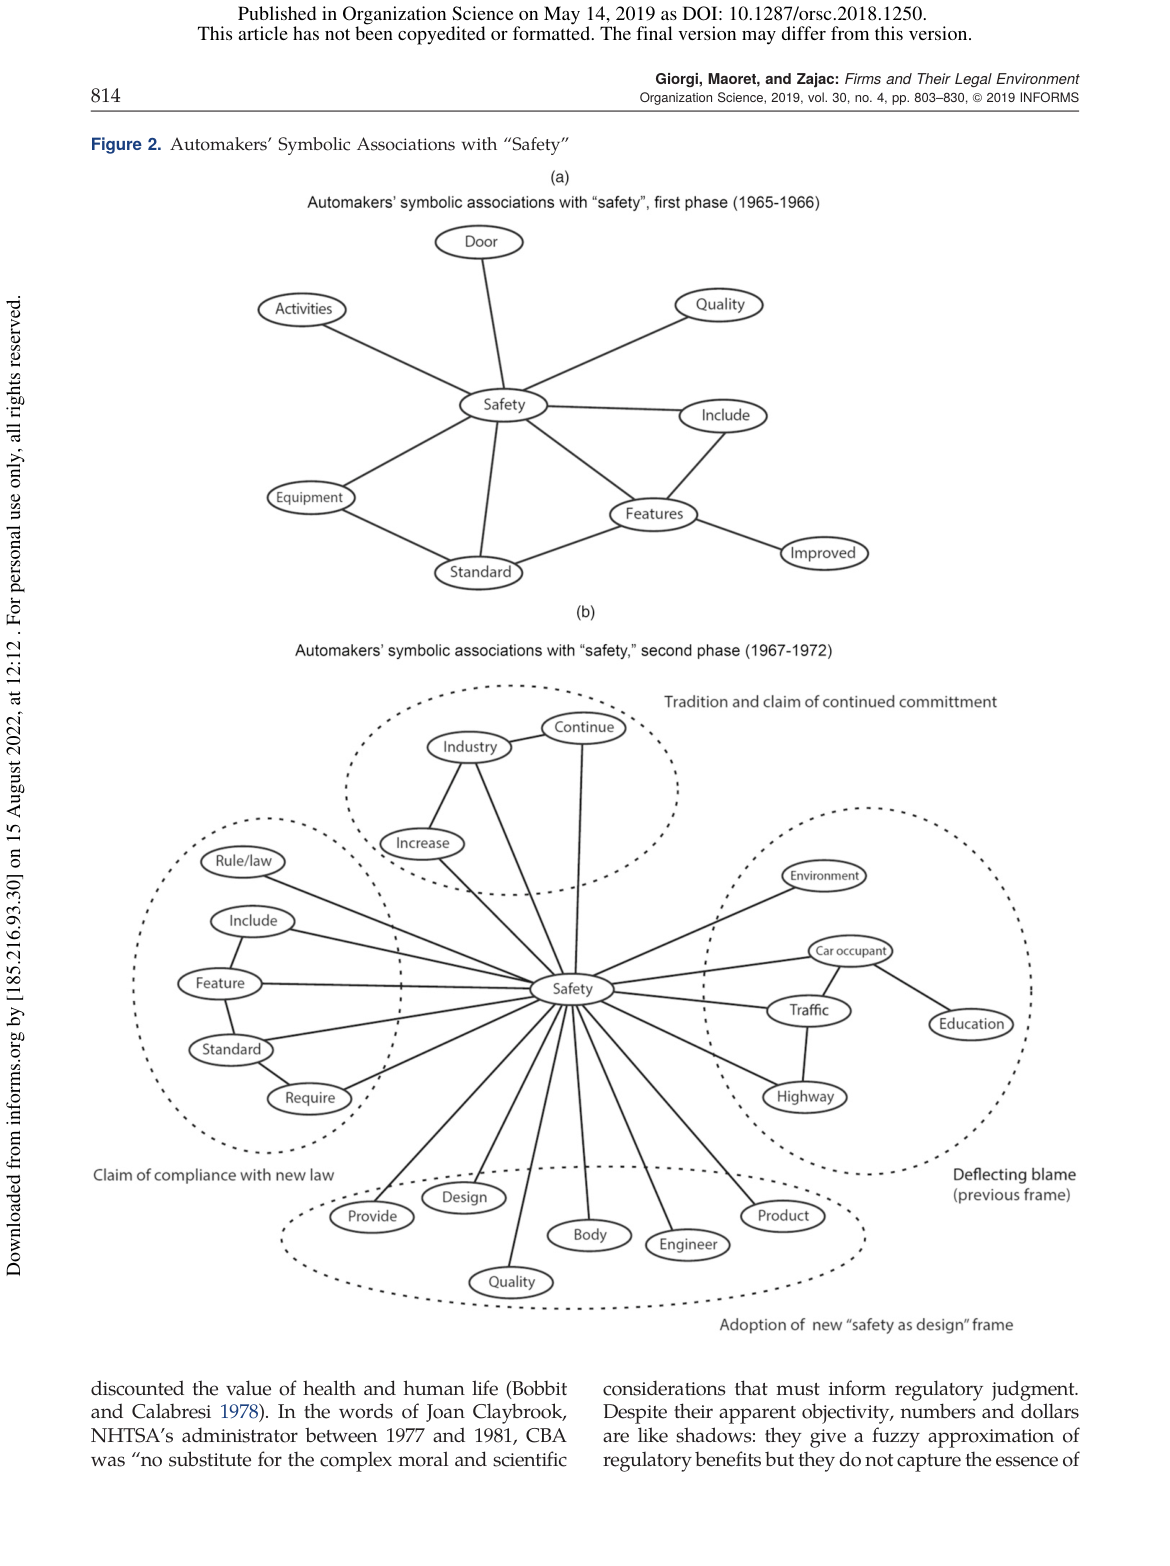 Published in Organization Science on May 14, 2019 as DOI: 10.1287/orsc.2018.1250.
This article has not been copyedited or formatted. The final version may differ from this version.
Giorgi, Maoret, and Zajac: Firms and Their Legal Environment
814
Organization Science, 2019, vol. 30, no. 4, pp. 803–830, © 2019 INFORMS
Figure 2. Automakers’ Symbolic Associations with “Safety”
(a)
Automakers’ symbolic associations with “safety”, first phase (1965-1966)
Door
Activities
Quality
Safety
Include
Equipment
Features
Improved
Standard
(b)
Automakers’ symbolic associations with “safety,” second phase (1967-1972)
Tradition and claim of continued committment
Continue
Industry
Increase
Rule/law
Environment
Include
Car occupant
Feature
Safety
Traffic
Education
Standard
Require
Highway
Claim of compliance with new law
Deflecting blame
(previous frame)
Design
Provide
Product
Body
Engineer
Quality
Adoption of new “safety as design” frame
discounted the value of health and human life (Bobbit
and Calabresi 1978). In the words of Joan Claybrook,
NHTSA’s administrator between 1977 and 1981, CBA
was “no substitute for the complex moral and scientific
considerations that must inform regulatory judgment.
Despite their apparent objectivity, numbers and dollars
are like shadows: they give a fuzzy approximation of
regulatory benefits but they do not capture the essence of
Downloaded from informs.org by [185.216.93.30] on 15 August 2022, at 12:12 . For personal use only, all rights reserved.